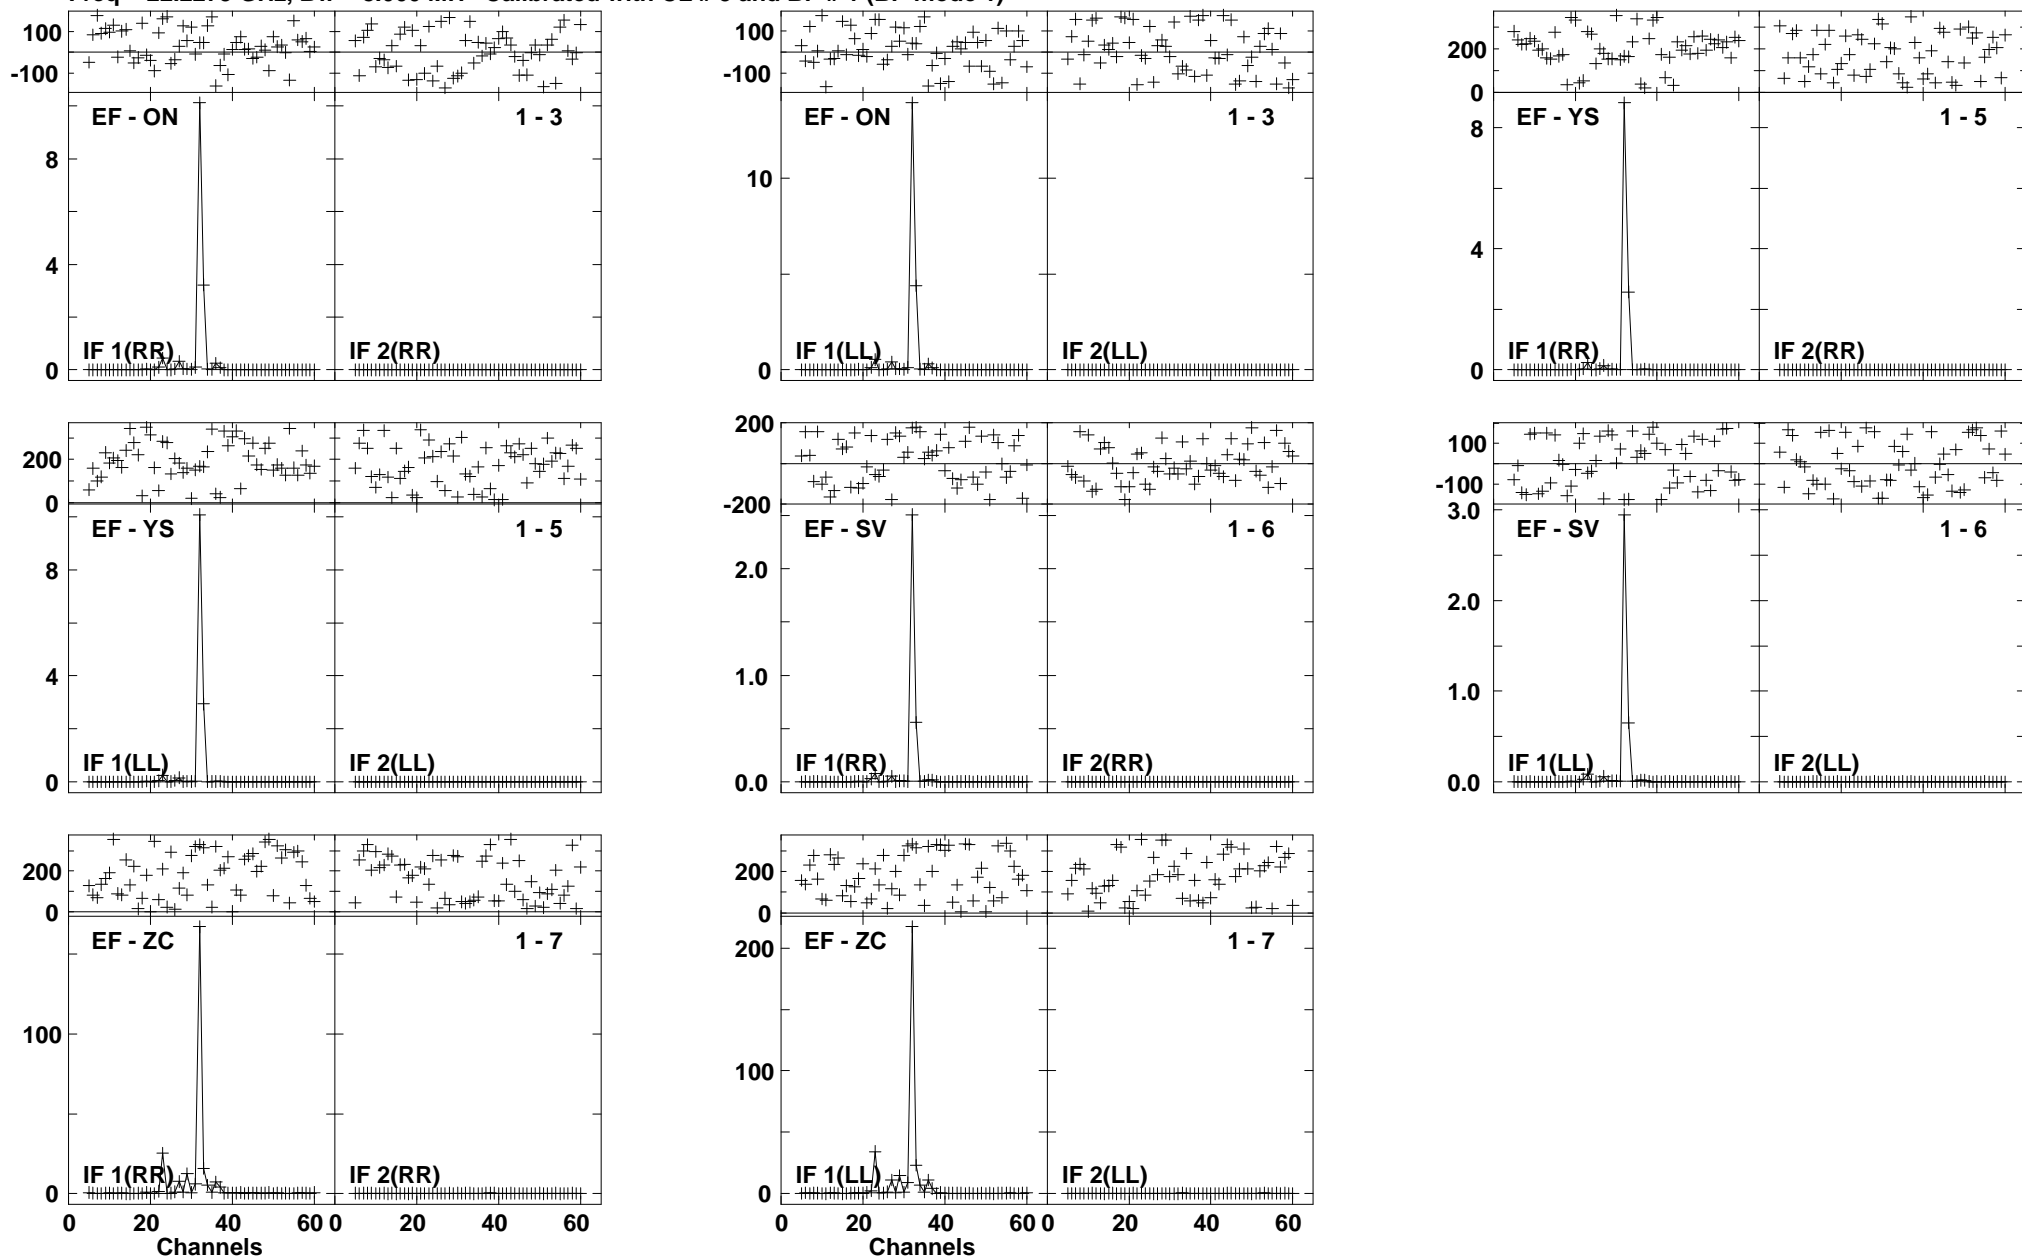 100
-100
EF - ON
1 - 3
8
4
0
IF 1(RR)
IF 2(RR)
100
-100
EF - ON
1 - 3
10
0
IF 1(LL)
IF 2(LL)
200
0
EF - YS
1 - 5
8
4
0
IF 1(RR)
IF 2(RR)
200
0
EF - YS
1 - 5
8
4
0
IF 1(LL)
IF 2(LL)
200
-200
EF - SV
1 - 6
2.0
1.0
0.0
IF 1(RR)
IF 2(RR)
100
-100
3.0
EF - SV
1 - 6
2.0
1.0
0.0
IF 1(LL)
IF 2(LL)
200
0
EF - ZC
1 - 7
100
0
IF 1(RR)
IF 2(RR)
0 20 40 60 0 20 40 60
Channels
200
0
EF - ZC
1 - 7
200
100
0
IF 1(LL)
IF 2(LL)
0 20 40 60 0 20 40 60
Channels